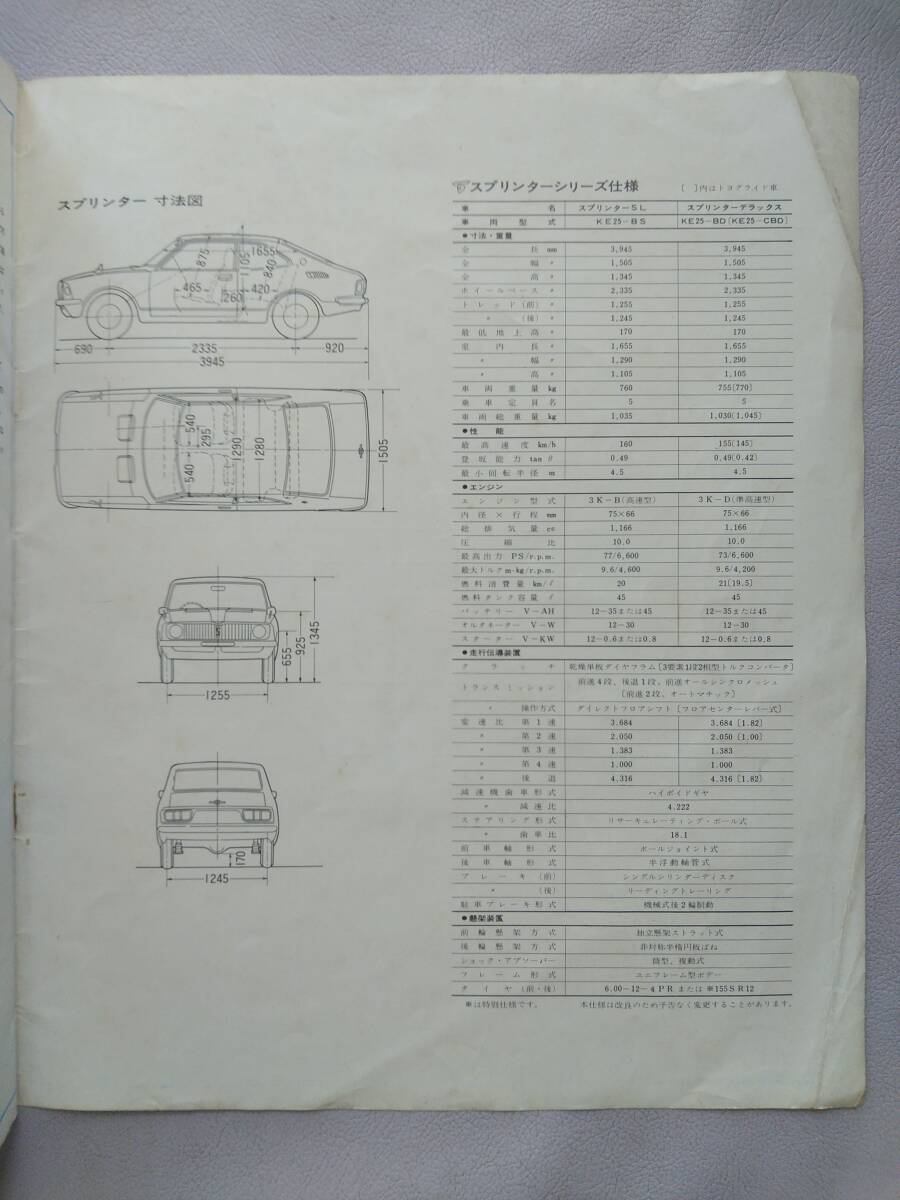 スプリンター 寸法図
875
1105
1655
840
465
260
420
690
2335
920
3945
540
295
1290
1280
540
1505
S
655
925
1345
1255
170
1245
スプリンターシリーズ仕様 〔 〕内はトヨグライド車
車名 スプリンターSL スプリンターデラックス
車両型式 KE25-BS KE25-BD〔KE25-CBD〕
●寸法・重量
全長 mm 3,945 3,945
全幅 〃 1,505 1,505
全高 〃 1,345 1,345
ホイールベース 〃 2,335 2,335
トレッド(前) 〃 1,255 1,255
〃 (後) 〃 1,245 1,245
最低地上高 〃 170 170
室内長 〃 1,655 1,655
〃 幅 〃 1,290 1,290
〃 高 〃 1,105 1,105
車両重量 kg 760 755〔770〕
乗車定員 名 5 5
車両総重量 kg 1,035 1,030〔1,045〕
●性能
最高速度 km/h 160 155〔145〕
登坂能力 tan θ 0.49 0.49〔0.42〕
最小回転半径 m 4.5 4.5
●エンジン
エンジン型式 3K-B(高速型) 3K-D(準高速型)
内径×行程 mm 75×66 75×66
総排気量 cc 1,166 1,166
圧縮比 10.0 10.0
最高出力 PS/r.p.m. 77/6,600 73/6,600
最大トルク m-kg/r.p.m. 9.6/4,600 9.6/4,200
燃料消費量 km/ℓ 20 21〔19.5〕
燃料タンク容量 ℓ 45 45
バッテリー V-AH 12-35または45 12-35または45
オルタネーター V-W 12-30 12-30
スターター V-KW 12-0.6または0.8 12-0.6または0.8
●走行伝導装置
クラッチ 乾燥単板ダイヤフラム〔3要素1段2相型トルクコンバータ〕
トランスミッション 前進4段、後退1段、前進オールシンクロメッシュ
〔前進2段、オートマチック〕
〃 操作方式 ダイレクトフロアシフト〔フロアセンターレバー式〕
変速比 第1速 3.684 3.684〔1.82〕
〃 第2速 2.050 2.050〔1.00〕
〃 第3速 1.383 1.383
〃 第4速 1.000 1.000
〃 後退 4.316 4.316〔1.82〕
減速機歯車形式 ハイポイドギヤ
〃 減速比 4.222
ステアリング形式 リサーキュレーティング・ボール式
〃 歯車比 18.1
前車軸形式 ボールジョイント式
後車軸形式 半浮動軸管式
ブレーキ(前) シングルシリンダーディスク
〃 (後) リーディングトレーリング
駐車ブレーキ形式 機械式後2輪制動
●懸架装置
前輪懸架方式 独立懸架ストラット式
後輪懸架方式 非対称半楕円板ばね
ショック・アブソーバー 筒型、複動式
フレーム形式 ユニフレーム型ボデー
タイヤ(前・後) 6.00-12-4PR または ※155SR12
※は特別仕様です。 本仕様は改良のため予告なく変更することがあります。